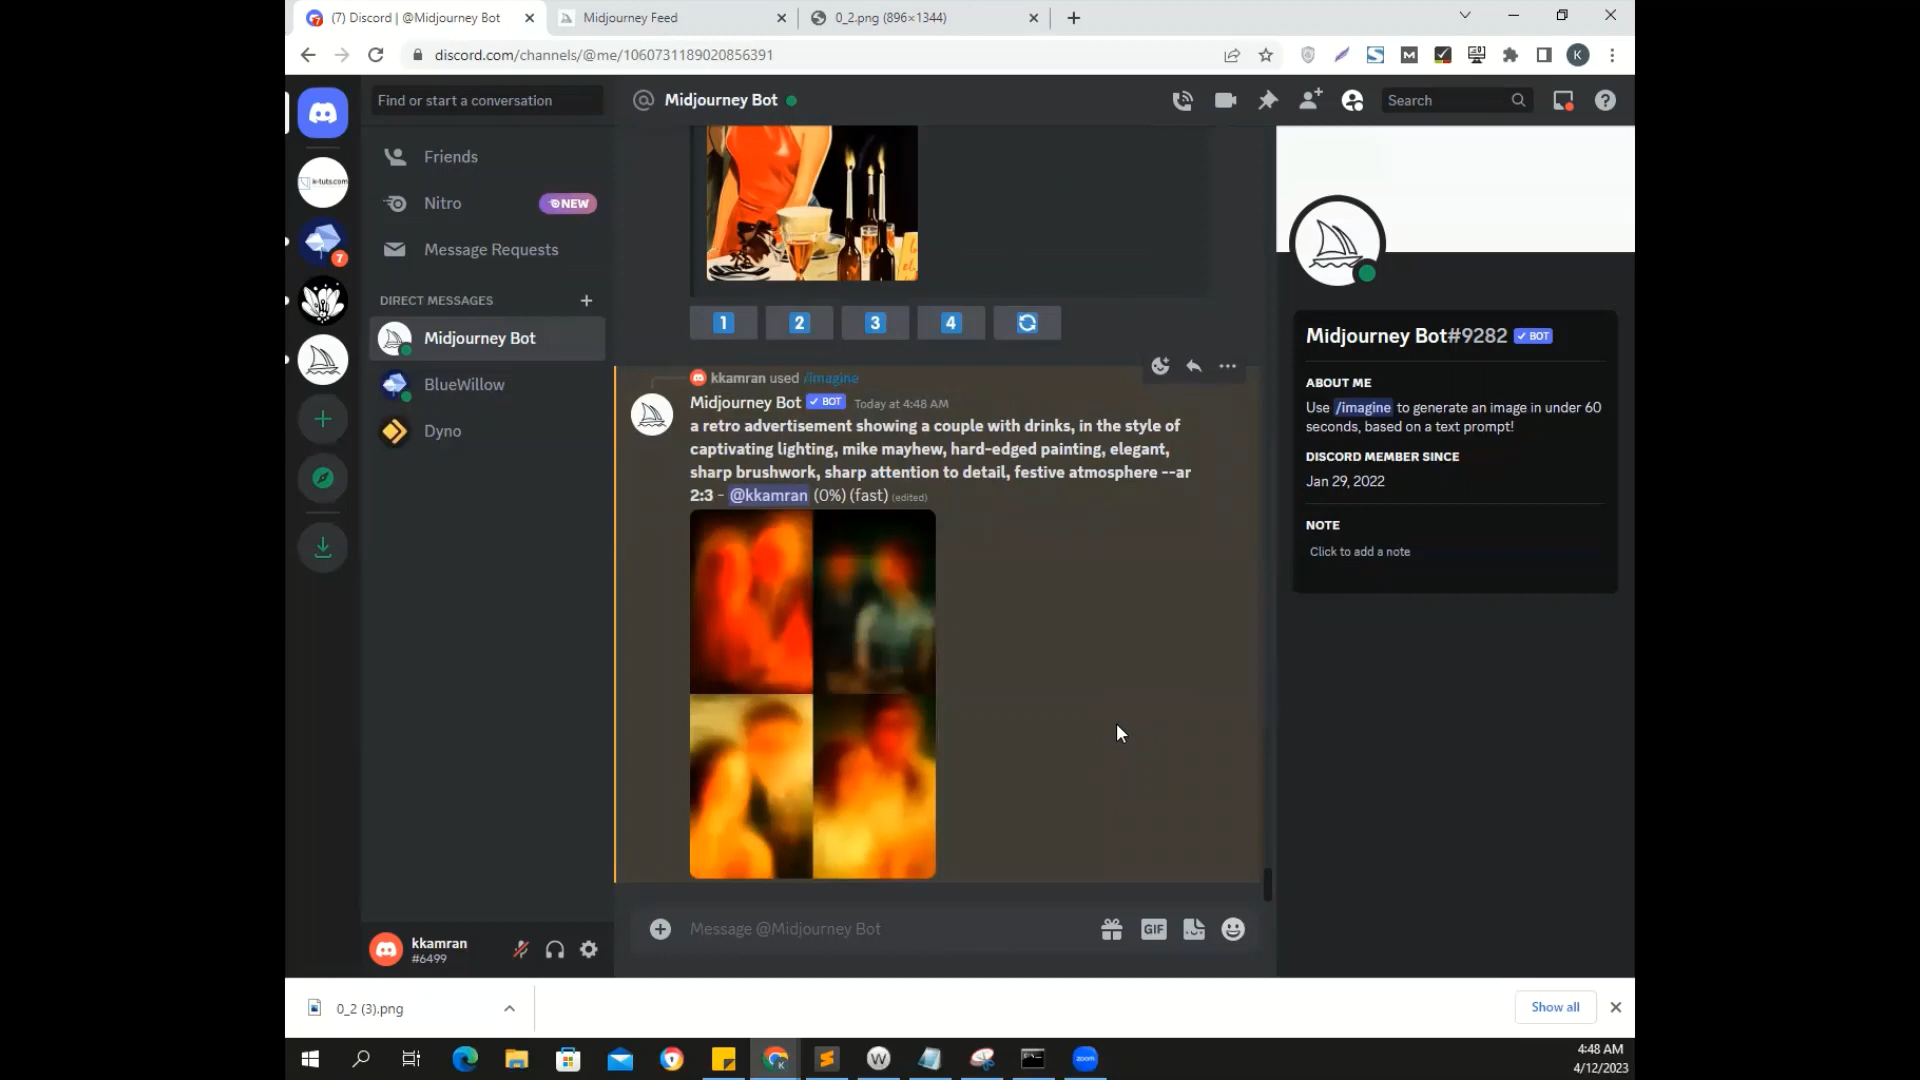 (7) Discord | @Midjourney Bot
Midjourney Feed
0_2.png (896×1344)
discord.com/channels/@me/1060731189020856391
K
Find or start a conversation
Midjourney Bot
Search
k-tuts.com
Friends
Nitro
NEW
Message Requests
7
DIRECT MESSAGES
Midjourney Bot
BlueWillow
Dyno
1
2
3
4
kkamran used /imagine
Midjourney Bot BOT Today at 4:48 AM
a retro advertisement showing a couple with drinks, in the style of
captivating lighting, mike mayhew, hard-edged painting, elegant,
sharp brushwork, sharp attention to detail, festive atmosphere --ar
2:3 - @kkamran (0%) (fast) (edited)
Message @Midjourney Bot
GIF
Midjourney Bot#9282 BOT
ABOUT ME
Use /imagine to generate an image in under 60
seconds, based on a text prompt!
DISCORD MEMBER SINCE
Jan 29, 2022
NOTE
Click to add a note
kkamran
#6499
0_2 (3).png
Show all
W
zoom
4:48 AM
4/12/2023